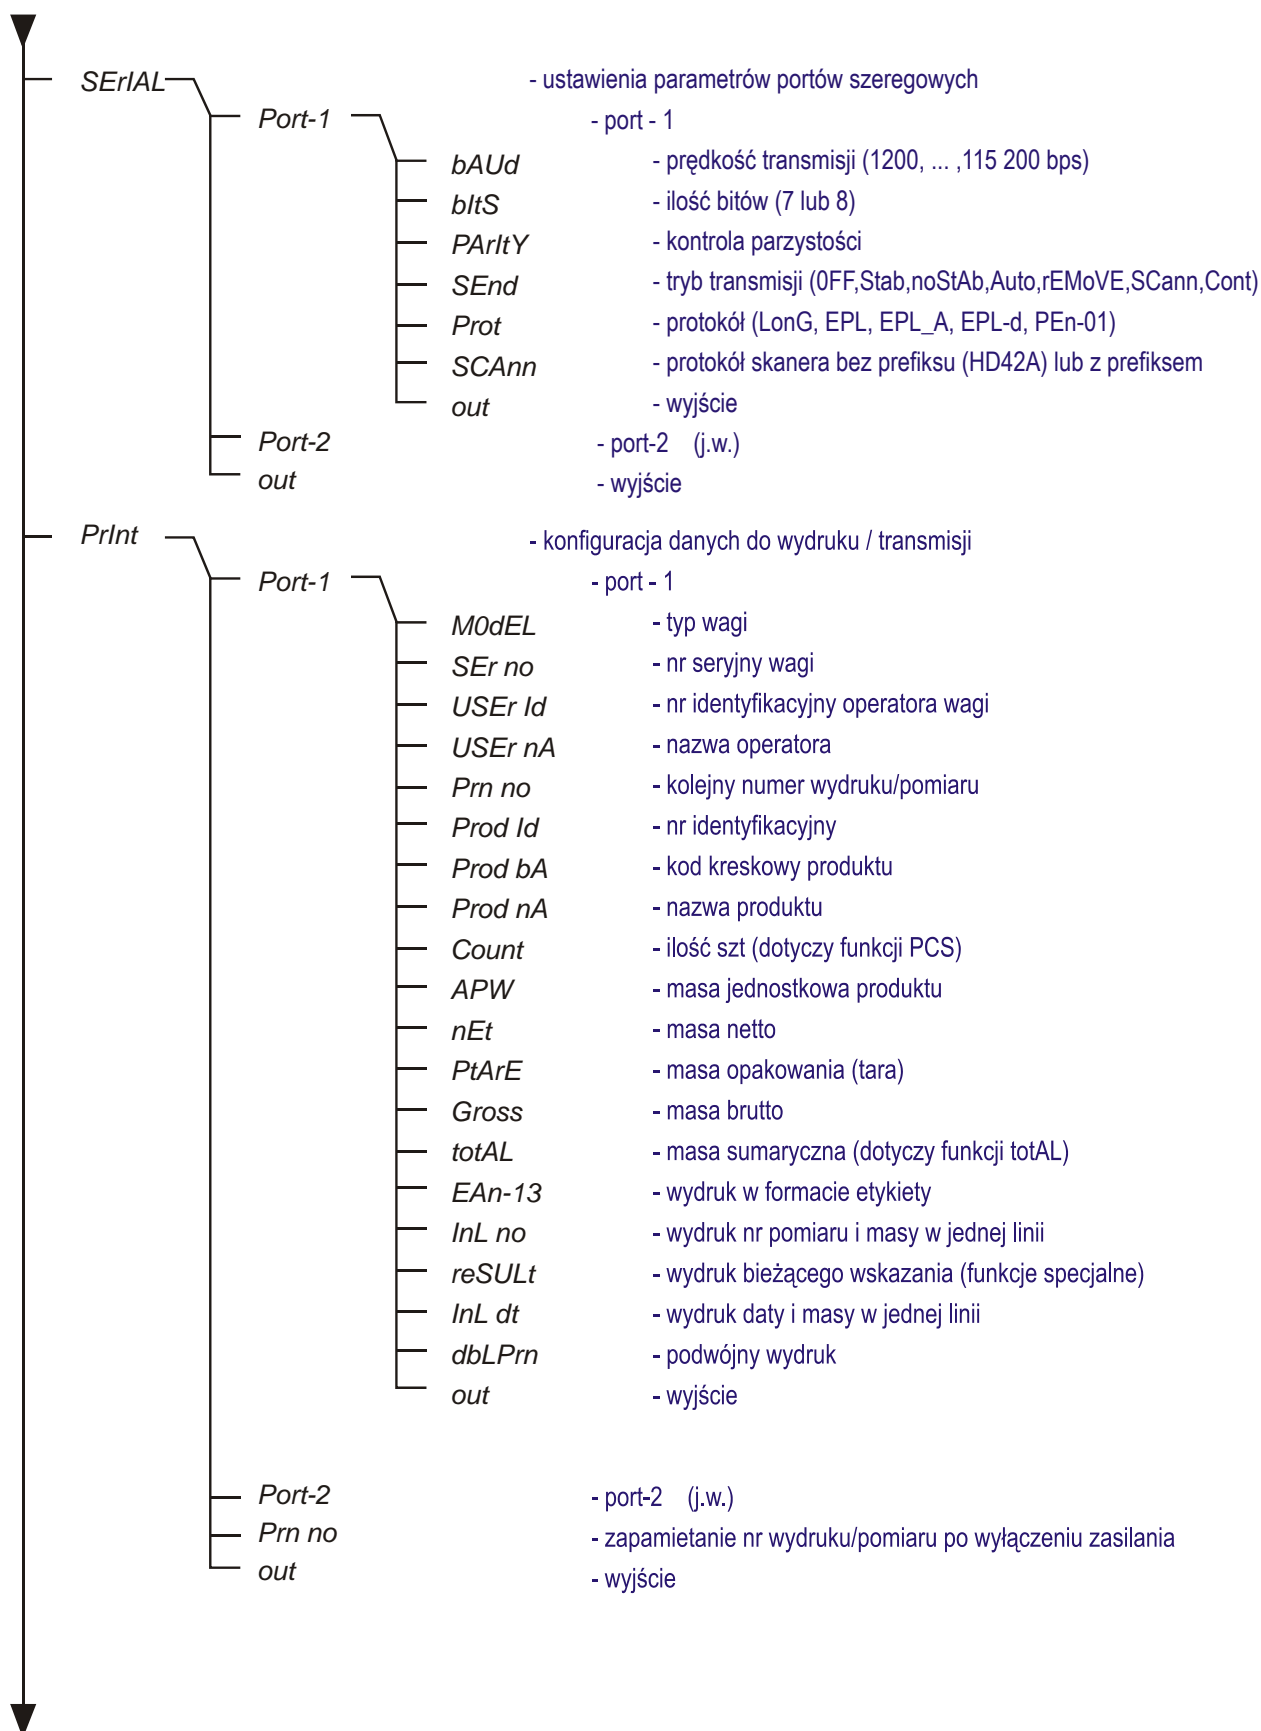 SErIAL - ustawienia parametrów portów szeregowych
Port-1 - port - 1
bAUd - prędkość transmisji (1200, ... ,115 200 bps)
bItS - ilość bitów (7 lub 8)
PArItY - kontrola parzystości
SEnd - tryb transmisji (0FF,Stab,noStAb,Auto,rEMoVE,SCann,Cont)
Prot - protokół (LonG, EPL, EPL_A, EPL-d, PEn-01)
SCAnn - protokół skanera bez prefiksu (HD42A) lub z prefiksem
out - wyjście
Port-2 - port-2 (j.w.)
out - wyjście
PrInt - konfiguracja danych do wydruku / transmisji
Port-1 - port - 1
M0dEL - typ wagi
SEr no - nr seryjny wagi
USEr Id - nr identyfikacyjny operatora wagi
USEr nA - nazwa operatora
Prn no - kolejny numer wydruku/pomiaru
Prod Id - nr identyfikacyjny
Prod bA - kod kreskowy produktu
Prod nA - nazwa produktu
Count - ilość szt (dotyczy funkcji PCS)
APW - masa jednostkowa produktu
nEt - masa netto
PtArE - masa opakowania (tara)
Gross - masa brutto
totAL - masa sumaryczna (dotyczy funkcji totAL)
EAn-13 - wydruk w formacie etykiety
InL no - wydruk nr pomiaru i masy w jednej linii
reSULt - wydruk bieżącego wskazania (funkcje specjalne)
InL dt - wydruk daty i masy w jednej linii
dbLPrn - podwójny wydruk
out - wyjście
Port-2 - port-2 (j.w.)
Prn no - zapamietanie nr wydruku/pomiaru po wyłączeniu zasilania
out - wyjście